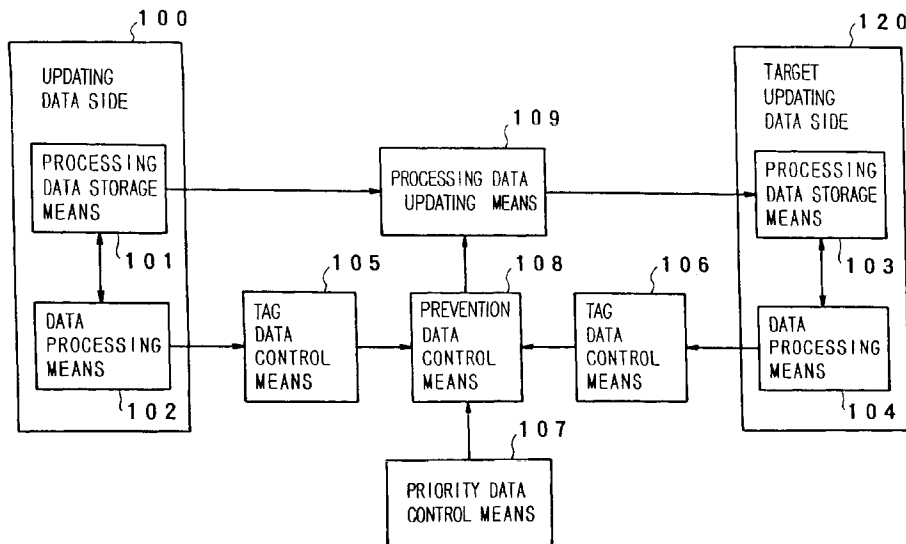 100
120
UPDATING
DATA SIDE
TARGET
UPDATING
DATA SIDE
109
PROCESSING
DATA STORAGE
MEANS
PROCESSING DATA
UPDATING MEANS
PROCESSING
DATA STORAGE
MEANS
101
105
108
106
103
DATA
PROCESSING
MEANS
TAG
DATA
CONTROL
MEANS
PREVENTION
DATA
CONTROL
MEANS
TAG
DATA
CONTROL
MEANS
DATA
PROCESSING
MEANS
102
104
107
PRIORITY DATA
CONTROL MEANS